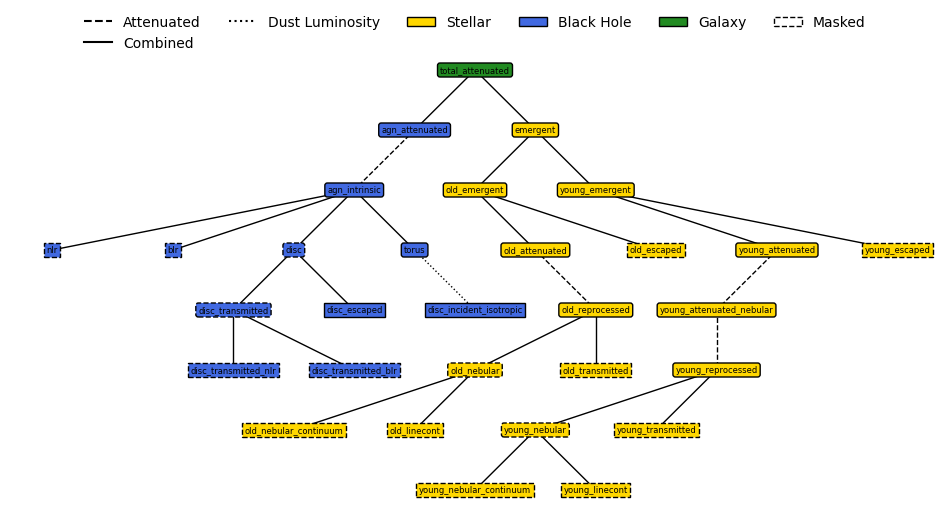 Attenuated Dust Luminosity Stellar Black Hole Galaxy Masked
Combined
total_attenuated
agn_attenuated emergent
agn_intrinsic old_emergent young_emergent
nlr blr disc torus old_attenuated old_escaped young_attenuated young_escaped
disc_transmitted disc_escaped disc_incident_isotropic old_reprocessed young_attenuated_nebular
disc_transmitted_nlr disc_transmitted_blr old_nebular old_transmitted young_reprocessed
old_nebular_continuum old_linecont young_nebular young_transmitted
young_nebular_continuum young_linecont